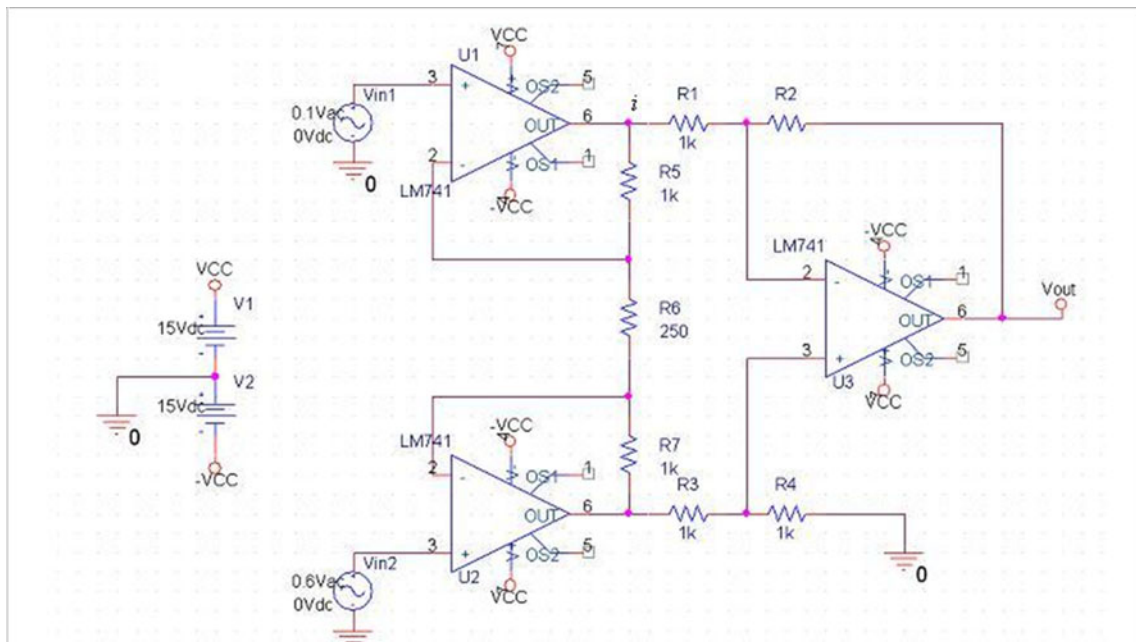 VCC
U1
3
+
OS2
5
Vin1
0.1Vac
0Vdc
0
OUT
6
i
R1
1k
R2
2
-
OS1
1
LM741
-VCC
R5
1k
VCC
V1
15Vdc
V2
15Vdc
0
-VCC
R6
250
LM741
-VCC
2
-
OS1
1
OUT
6
Vout
3
+
U3
OS2
5
VCC
LM741
-VCC
2
-
OS1
1
R7
1k
OUT
6
R3
1k
R4
1k
0
3
+
OS2
5
U2
VCC
Vin2
0.6Vac
0Vdc